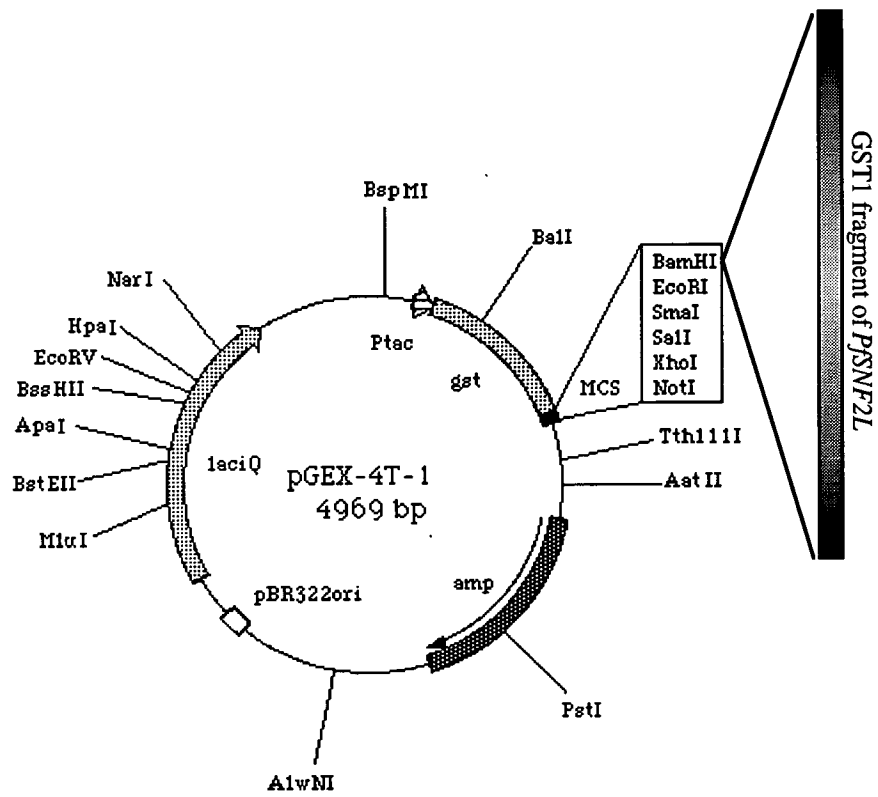 BspMI
BalI
NarI
HpaI
EcoRV
BssHII
ApaI
BstEII
MluI
Ptac
gst
laciQ
pGEX-4T-1
4969 bp
MCS
BamHI
EcoRI
SmaI
SalI
XhoI
NotI
Tth111I
AatII
amp
pBR322ori
PstI
AlwNI
GST1 fragment of PfSNF2L